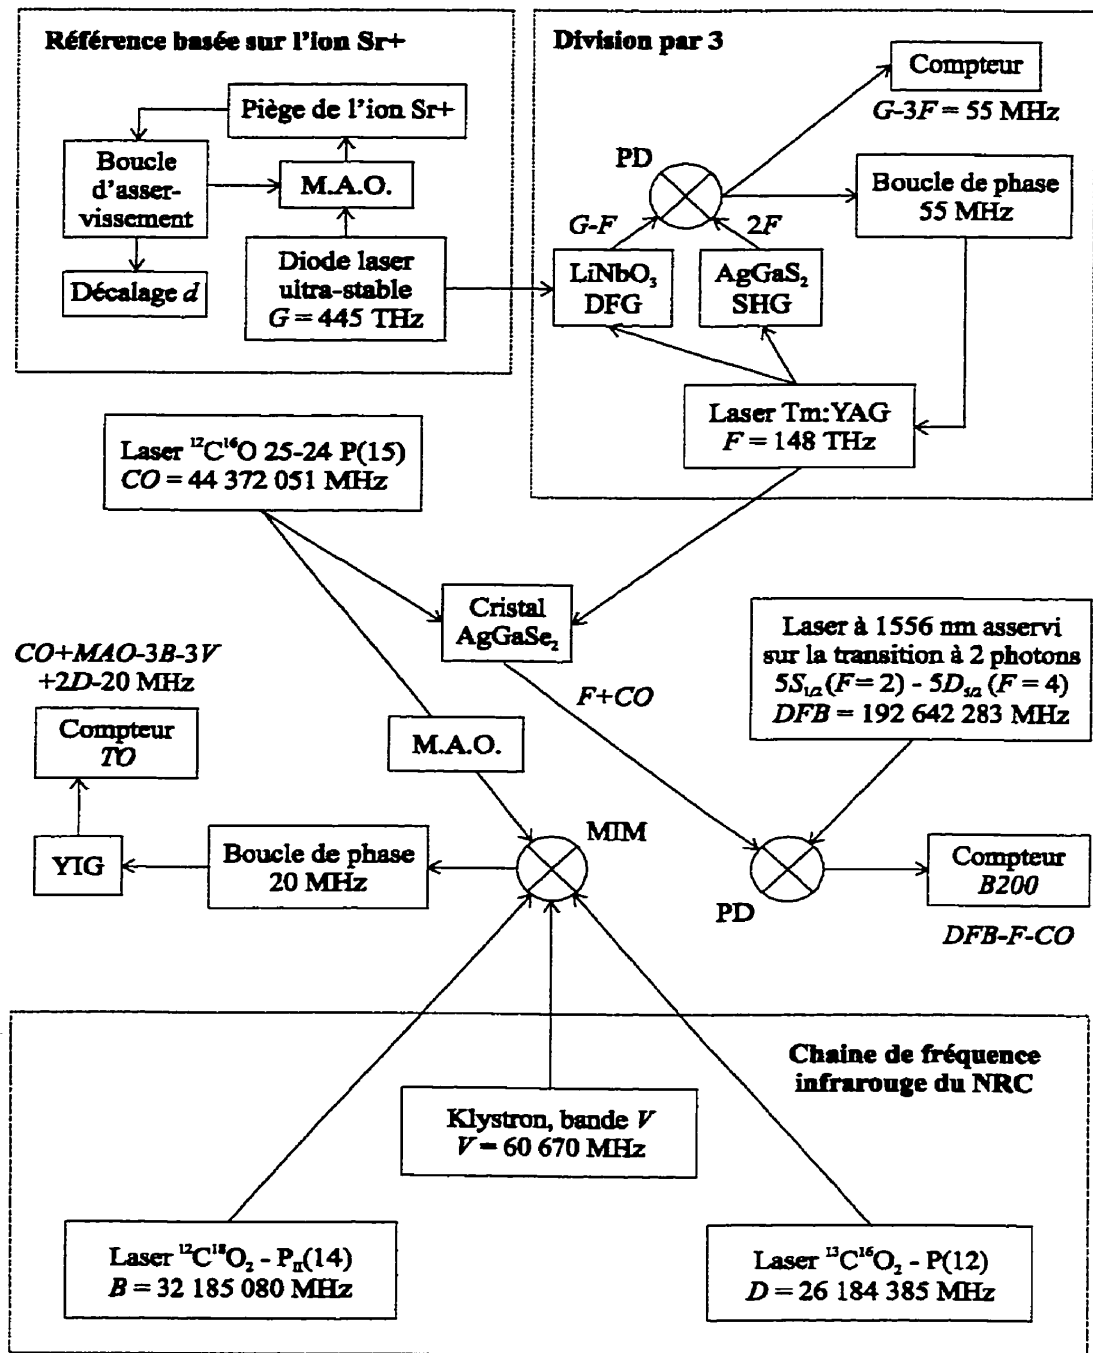 Référence basée sur l'ion Sr+
Piège de l'ion Sr+
Boucle
d'asser-
vissement
M.A.O.
Décalage d
Diode laser
ultra-stable
G = 445 THz
Division par 3
Compteur
G-3F = 55 MHz
PD
Boucle de phase
55 MHz
G-F
2F
LiNbO₃
DFG
AgGaS₂
SHG
Laser Tm:YAG
F = 148 THz
Laser ¹²C¹⁶O 25-24 P(15)
CO = 44 372 051 MHz
Cristal
AgGaSe₂
Laser à 1556 nm asservi
sur la transition à 2 photons
5S₁/₂ (F = 2) - 5D₅/₂ (F = 4)
DFB = 192 642 283 MHz
CO+MAO-3B-3V
+2D-20 MHz
Compteur
TO
F+CO
M.A.O.
MIM
YIG
Boucle de phase
20 MHz
PD
Compteur
B200
DFB-F-CO
Chaine de fréquence
infrarouge du NRC
Klystron, bande V
V = 60 670 MHz
Laser ¹²C¹⁸O₂ - P_II(14)
B = 32 185 080 MHz
Laser ¹³C¹⁶O₂ - P(12)
D = 26 184 385 MHz